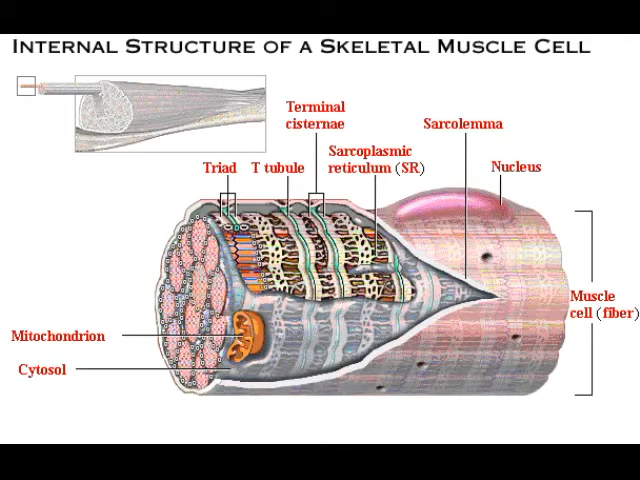 INTERNAL STRUCTURE OF A SKELETAL MUSCLE CELL
Terminal
cisternae
Sarcolemma
Sarcoplasmic
reticulum (SR)
Triad
T tubule
Nucleus
Muscle
cell (fiber)
Mitochondrion
Cytosol